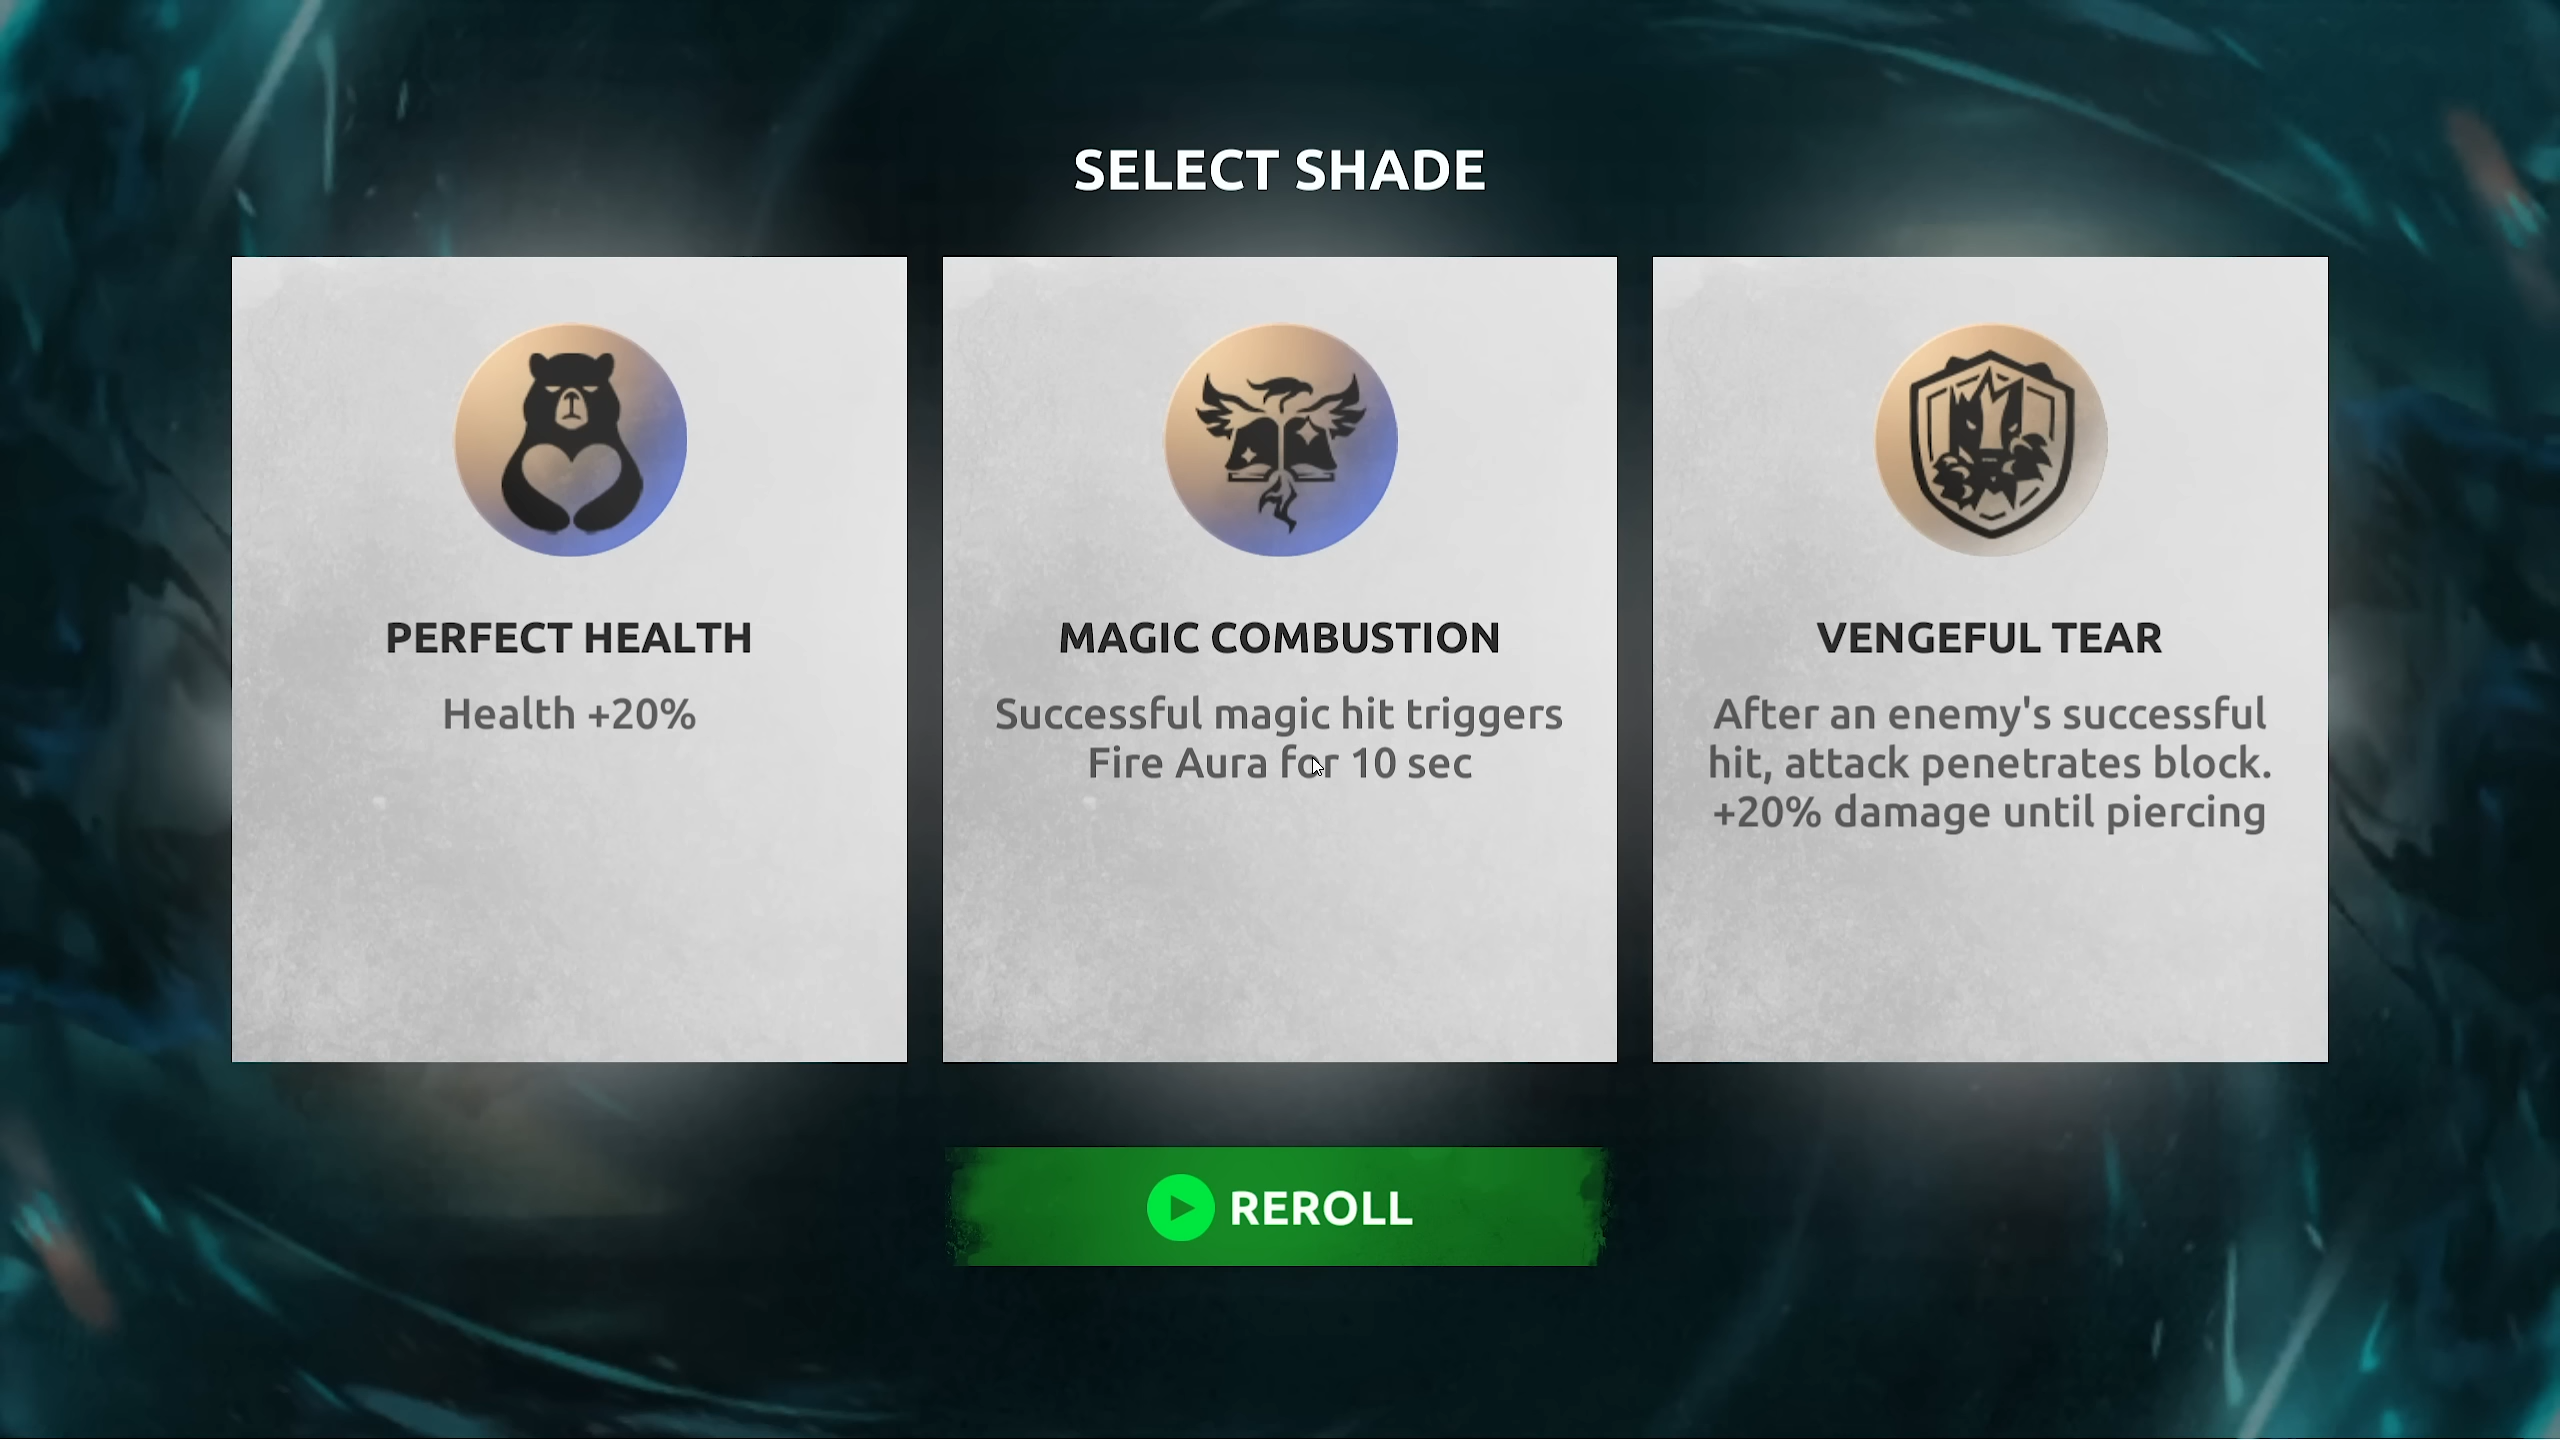 SELECT SHADE
PERFECT HEALTH
Health +20%
MAGIC COMBUSTION
Successful magic hit triggers
Fire Aura for 10 sec
VENGEFUL TEAR
After an enemy's successful
hit, attack penetrates block.
+20% damage until piercing
REROLL